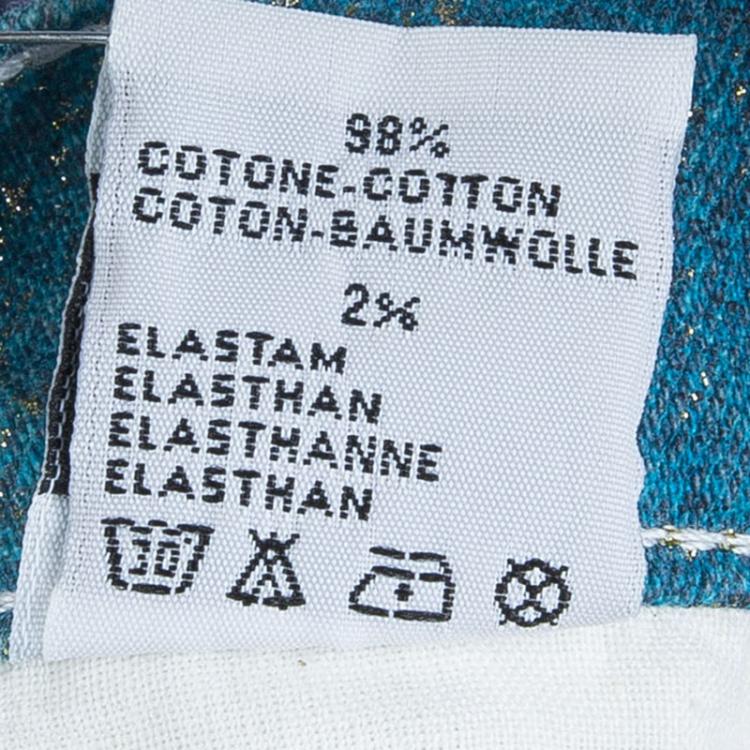 98%
COTONE-COTTON
COTON-BAUMWOLLE
2%
ELASTAM
ELASTHAN
ELASTHANNE
ELASTHAN
30°